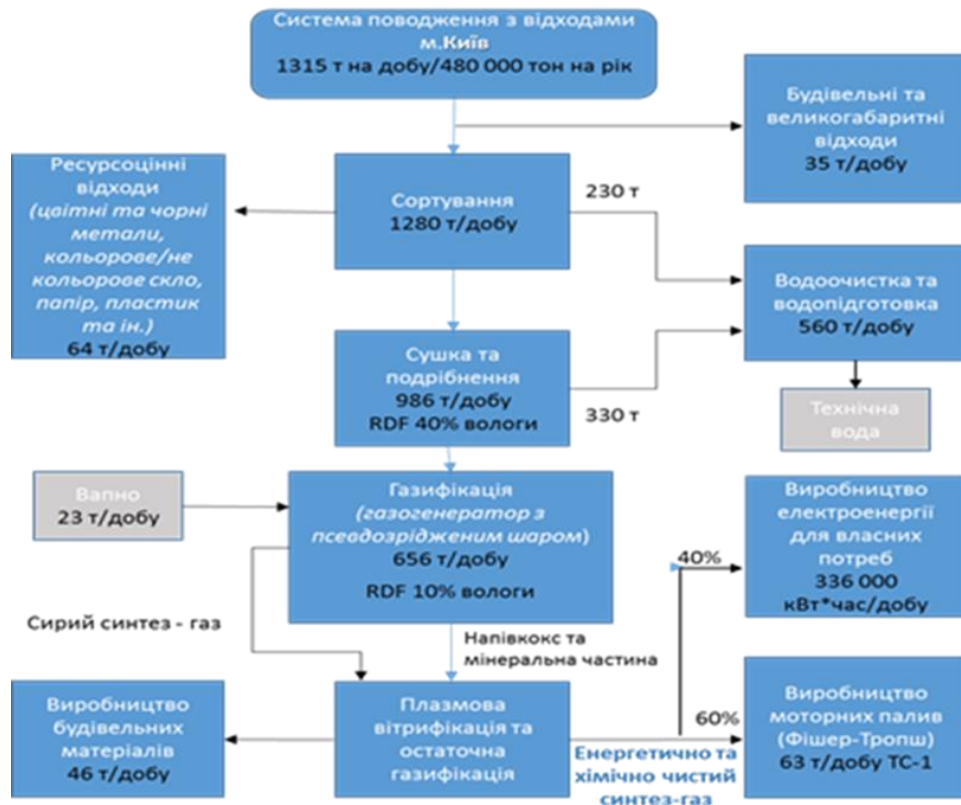 Система поводження з відходами
м.Київ
1315 т на добу/480 000 тон на рік
Будівельні та
великогабаритні
відходи
35 т/добу
Ресурсоцінні
відходи
(цвітні та чорні
метали,
кольорове/не
кольорове скло,
папір, пластик
та ін.)
64 т/добу
Сортування
1280 т/добу
230 т
Водоочистка та
водопідготовка
560 т/добу
Сушка та
подрібнення
986 т/добу
RDF 40% вологи
330 т
Технічна
вода
Вапно
23 т/добу
Газифікація
(газогенератор з
псевдозрідженим шаром)
656 т/добу
RDF 10% вологи
Виробництво
електроенергії
для власних
потреб
336 000
кВт*час/добу
40%
Сирий синтез - газ
Напівкокс та
мінеральна частина
Виробництво
будівельних
матеріалів
46 т/добу
Плазмова
вітрифікація та
остаточна
газифікація
60%
Енергетично та
хімічно чистий
синтез-газ
Виробництво
моторних палив
(Фішер-Тропш)
63 т/добу ТС-1